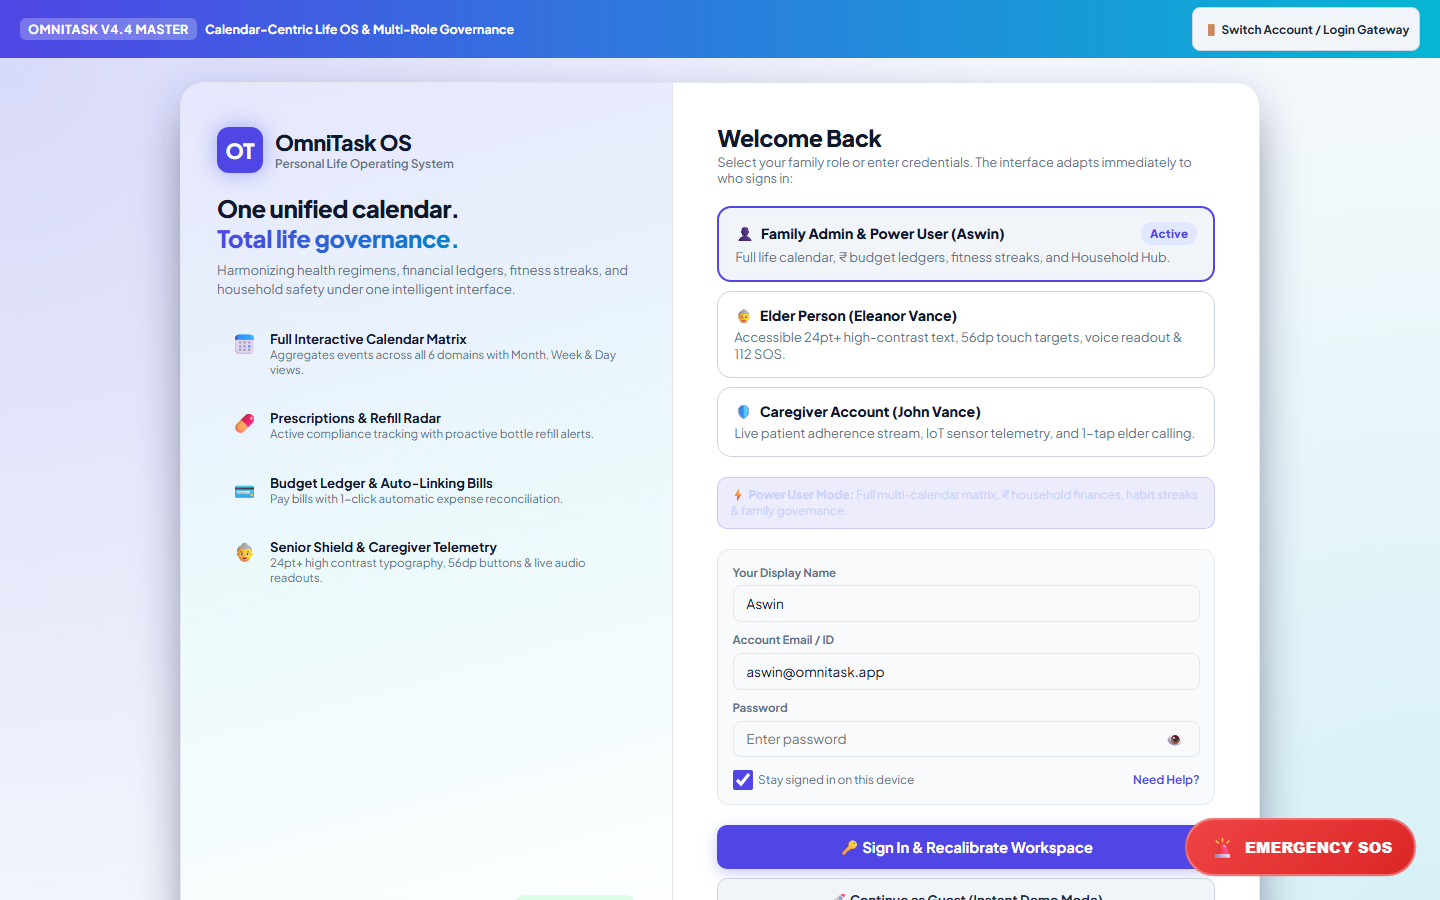 OMNITASK V4.4 MASTER Calendar-Centric Life OS & Multi-Role Governance
Switch Account / Login Gateway
OT
OmniTask OS
Personal Life Operating System
One unified calendar.
Total life governance.
Harmonizing health regimens, financial ledgers, fitness streaks, and
household safety under one intelligent interface.
Full Interactive Calendar Matrix
Aggregates events across all 6 domains with Month, Week & Day
views.
Prescriptions & Refill Radar
Active compliance tracking with proactive bottle refill alerts.
Budget Ledger & Auto-Linking Bills
Pay bills with 1-click automatic expense reconciliation.
Senior Shield & Caregiver Telemetry
24pt+ high contrast typography, 56dp buttons & live audio
readouts.
Welcome Back
Select your family role or enter credentials. The interface adapts immediately to
who signs in:
Family Admin & Power User (Aswin)
Active
Full life calendar, ₹ budget ledgers, fitness streaks, and Household Hub.
Elder Person (Eleanor Vance)
Accessible 24pt+ high-contrast text, 56dp touch targets, voice readout &
112 SOS.
Caregiver Account (John Vance)
Live patient adherence stream, IoT sensor telemetry, and 1-tap elder calling.
Power User Mode: Full multi-calendar matrix, ₹ household finances, habit streaks
& family governance.
Your Display Name
Aswin
Account Email / ID
aswin@omnitask.app
Password
Enter password
Stay signed in on this device
Need Help?
Sign In & Recalibrate Workspace
EMERGENCY SOS
Continue as Guest (Instant Demo Mode)